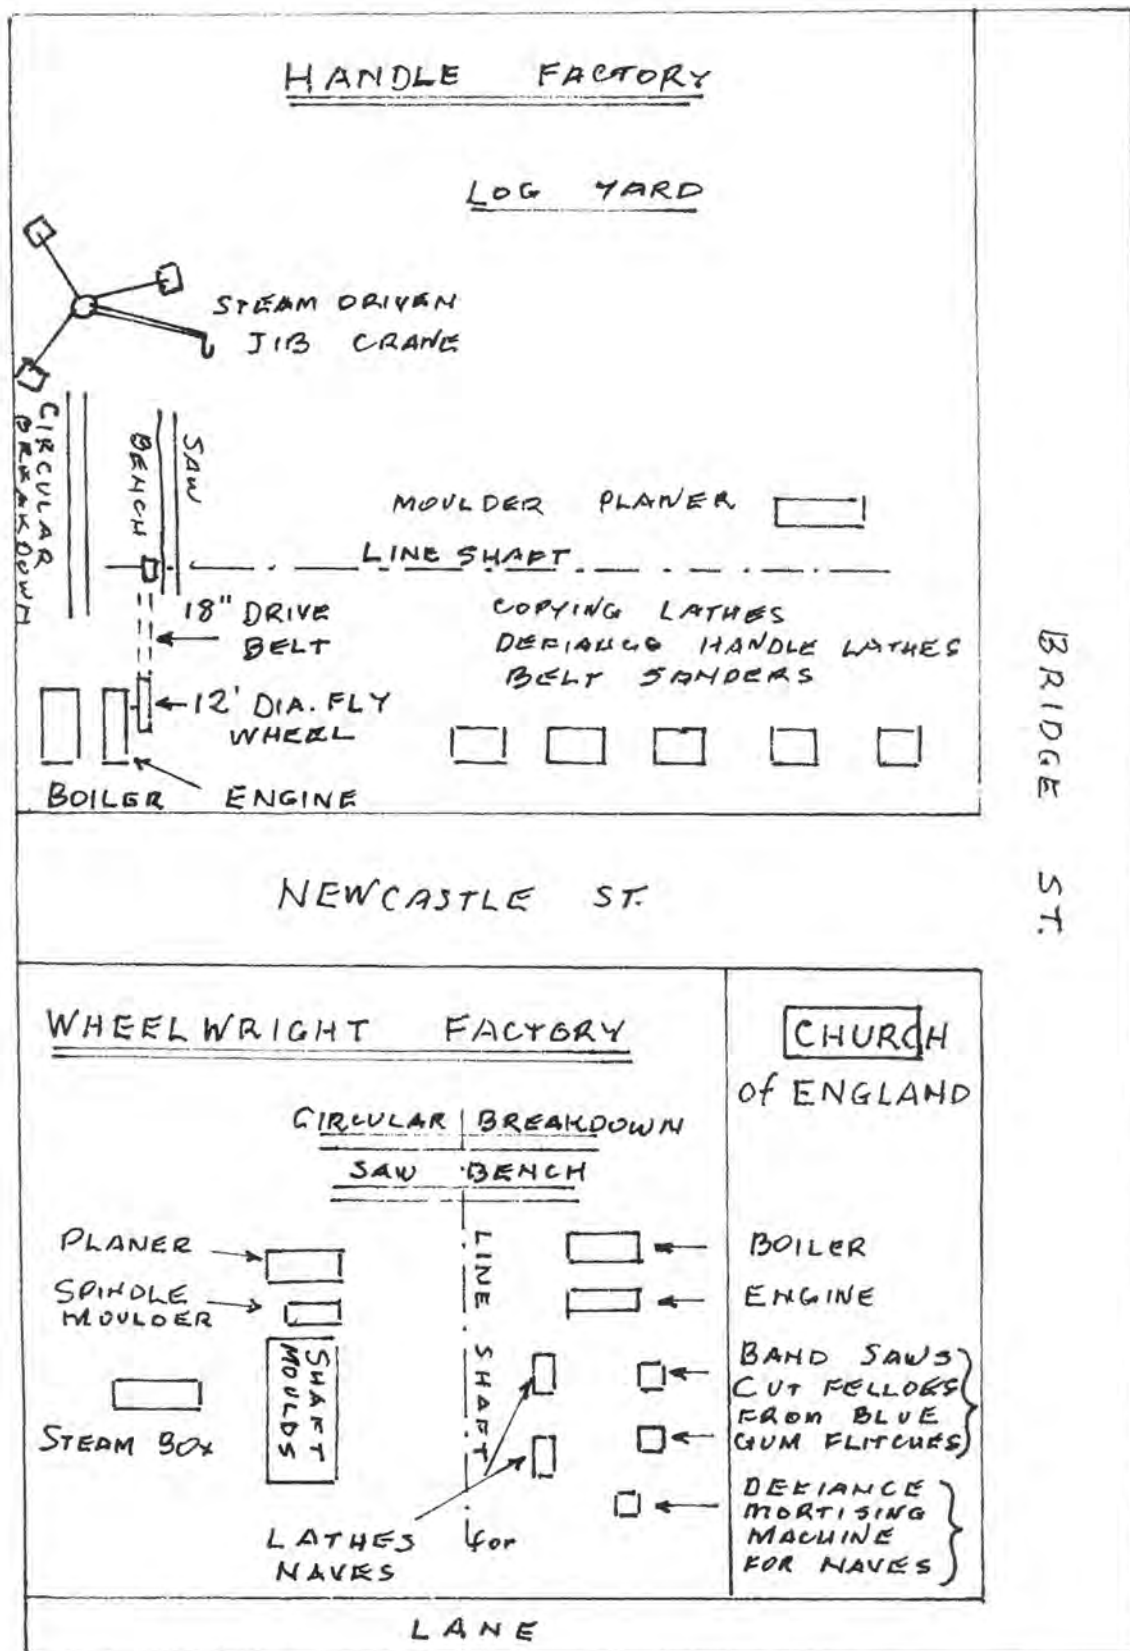 HANDLE FACTORY
LOG YARD
STEAM DRIVEN
JIB CRANE
CIRCULAR
BREAKDOWN
SAW
BENCH
MOULDER PLANER
LINE SHAFT
18" DRIVE
BELT
COPYING LATHES
DEFIANCE HANDLE LATHES
BELT SANDERS
12' DIA. FLY
WHEEL
BOILER ENGINE
BRIDGE ST.
NEWCASTLE ST.
WHEELWRIGHT FACTORY
CHURCH
of ENGLAND
CIRCULAR BREAKDOWN
SAW BENCH
LINE SHAFT
PLANER
SPINDLE
MOULDER
SHAFT
MOULDS
STEAM BOX
LATHES for
NAVES
BOILER
ENGINE
BAND SAWS
CUT FELLOES
FROM BLUE
GUM FLITCHES
DEFIANCE
MORTISING
MACHINE
FOR NAVES
LANE